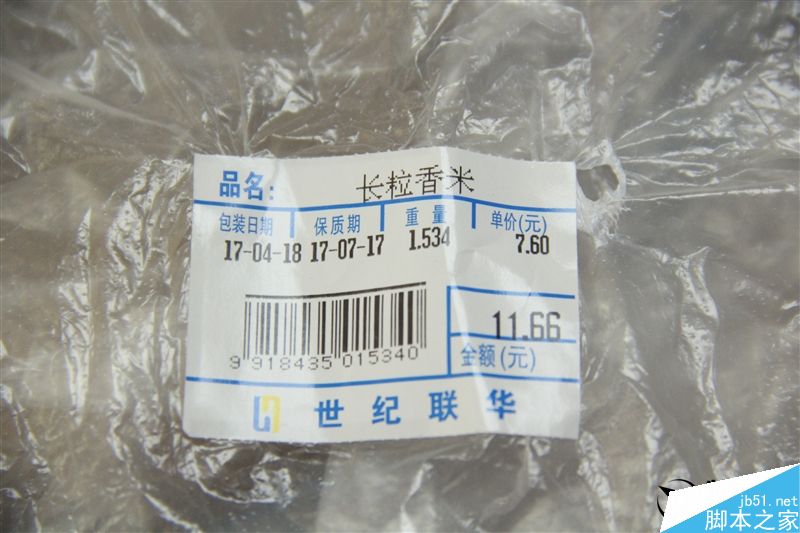 品名: 长粒香米
包装日期 保质期 重量 单价(元)
17-04-18 17-07-17 1.534 7.60
11.66
金额(元)
9 918435 015340
世纪联华
jb51.net
脚本之家